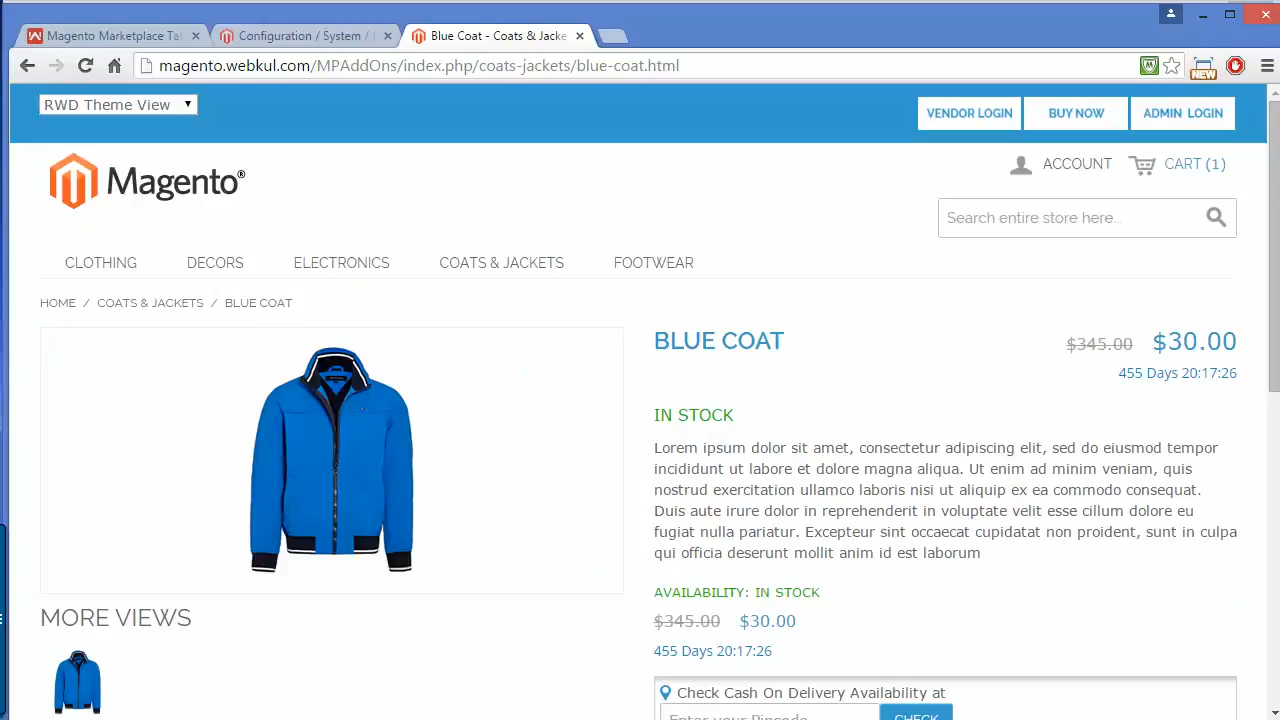 Magento Marketplace Ta
Configuration / System /
Blue Coat - Coats & Jacke
magento.webkul.com/MPAddOns/index.php/coats-jackets/blue-coat.html
NEW
RWD Theme View
VENDOR LOGIN
BUY NOW
ADMIN LOGIN
Magento®
ACCOUNT
CART (1)
Search entire store here...
CLOTHING
DECORS
ELECTRONICS
COATS & JACKETS
FOOTWEAR
HOME / COATS & JACKETS / BLUE COAT
BLUE COAT
$345.00 $30.00
455 Days 20:17:26
IN STOCK
Lorem ipsum dolor sit amet, consectetur adipiscing elit, sed do eiusmod tempor
incididunt ut labore et dolore magna aliqua. Ut enim ad minim veniam, quis
nostrud exercitation ullamco laboris nisi ut aliquip ex ea commodo consequat.
Duis aute irure dolor in reprehenderit in voluptate velit esse cillum dolore eu
fugiat nulla pariatur. Excepteur sint occaecat cupidatat non proident, sunt in culpa
qui officia deserunt mollit anim id est laborum
AVAILABILITY: IN STOCK
$345.00 $30.00
455 Days 20:17:26
MORE VIEWS
Check Cash On Delivery Availability at
Enter your Pincode
CHECK